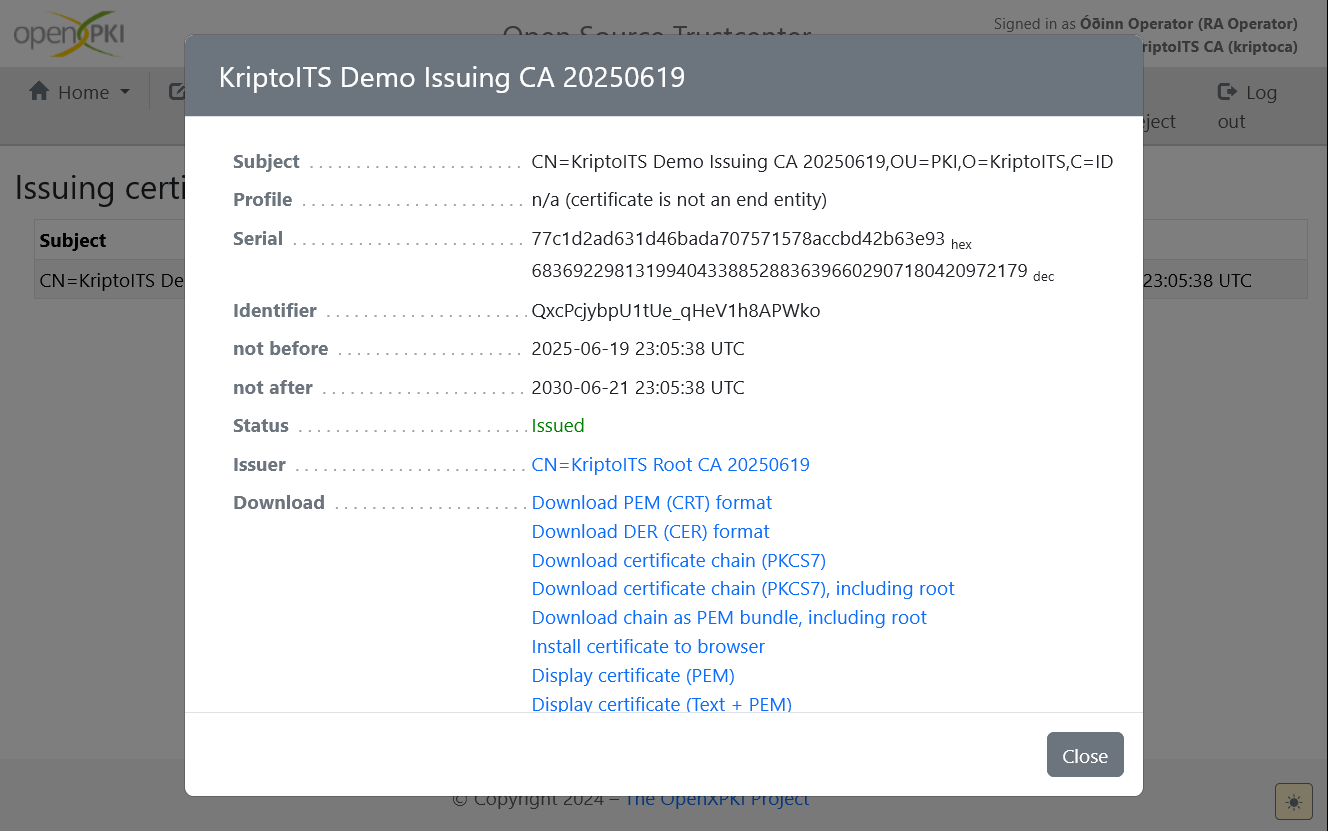 openXPKI
Open Source Trustcenter
Signed in as Óðinn Operator (RA Operator)
riptoITS CA (kriptoca)
Home
Log out
ject
KriptoITS Demo Issuing CA 20250619
Issuing certi
Subject
CN=KriptoITS De
23:05:38 UTC
Subject CN=KriptoITS Demo Issuing CA 20250619,OU=PKI,O=KriptoITS,C=ID
Profile n/a (certificate is not an end entity)
Serial 77c1d2ad631d46bada707571578accbd42b63e93 hex
683692298131994043388528836396602907180420972179 dec
Identifier QxcPcjybpU1tUe_qHeV1h8APWko
not before 2025-06-19 23:05:38 UTC
not after 2030-06-21 23:05:38 UTC
Status Issued
Issuer CN=KriptoITS Root CA 20250619
Download Download PEM (CRT) format
Download DER (CER) format
Download certificate chain (PKCS7)
Download certificate chain (PKCS7), including root
Download chain as PEM bundle, including root
Install certificate to browser
Display certificate (PEM)
Display certificate (Text + PEM)
Close
© Copyright 2024 – The OpenXPKI Project